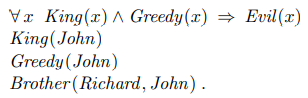 ∀ x King(x) ∧ Greedy(x) ⇒ Evil(x)
King(John)
Greedy(John)
Brother(Richard, John) .